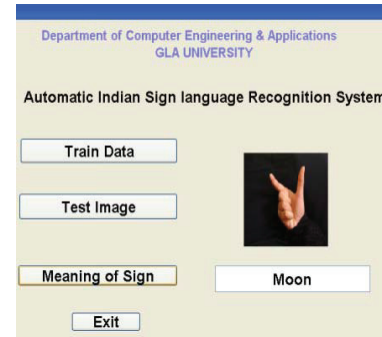 Department of Computer Engineering & Applications
GLA UNIVERSITY
Automatic Indian Sign language Recognition System
Train Data
Test Image
Meaning of Sign
Moon
Exit